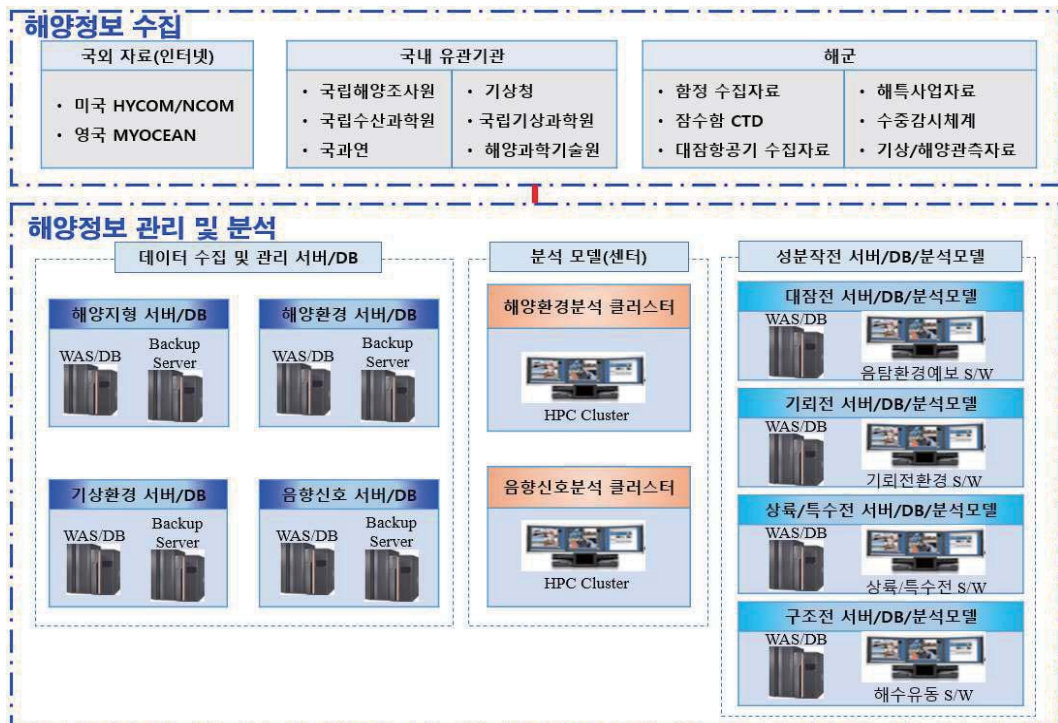 해양정보 수집
국외 자료(인터넷)
• 미국 HYCOM/NCOM
• 영국 MYOCEAN
국내 유관기관
• 국립해양조사원
• 국립수산과학원
• 국과연
• 기상청
• 국립기상과학원
• 해양과학기술원
해군
• 함정 수집자료
• 잠수함 CTD
• 대잠항공기 수집자료
• 해특사업자료
• 수중감시체계
• 기상/해양관측자료
해양정보 관리 및 분석
데이터 수집 및 관리 서버/DB
해양지형 서버/DB
WAS/DB
Backup
Server
해양환경 서버/DB
WAS/DB
Backup
Server
기상환경 서버/DB
WAS/DB
Backup
Server
음향신호 서버/DB
WAS/DB
Backup
Server
분석 모델(센터)
해양환경분석 클러스터
HPC Cluster
음향신호분석 클러스터
HPC Cluster
성분작전 서버/DB/분석모델
대잠전 서버/DB/분석모델
WAS/DB
음탐환경예보 S/W
기뢰전 서버/DB/분석모델
WAS/DB
기뢰전환경 S/W
상륙/특수전 서버/DB/분석모델
WAS/DB
상륙/특수전 S/W
구조전 서버/DB/분석모델
WAS/DB
해수유동 S/W